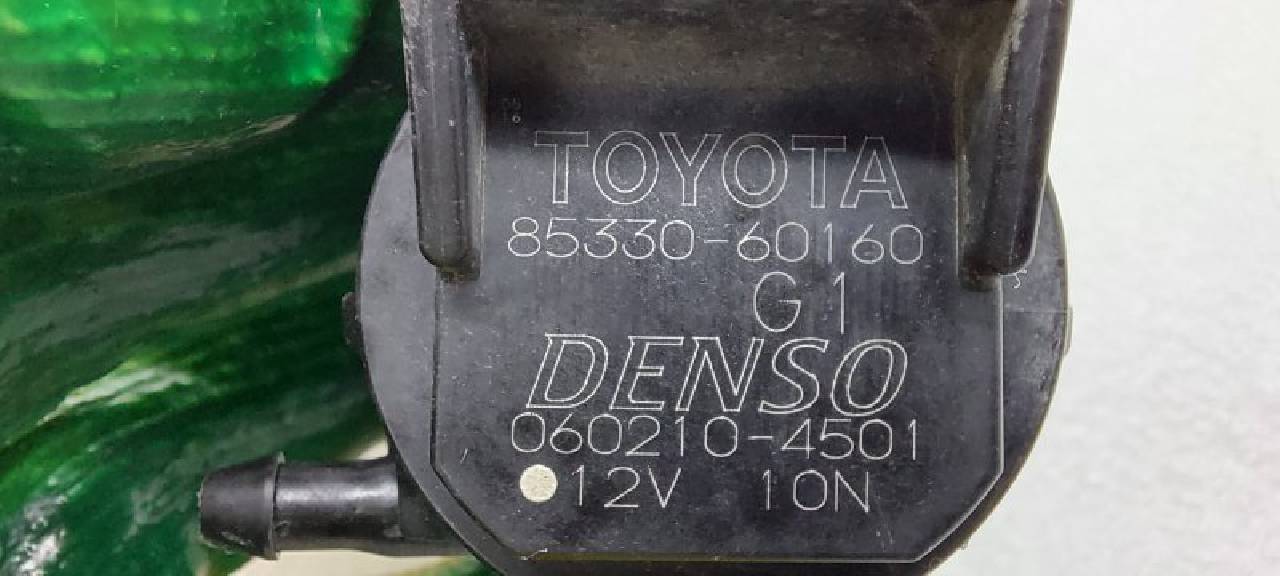 TOYOTA
85330-60160
G1
DENSO
060210-4501
12V 10N